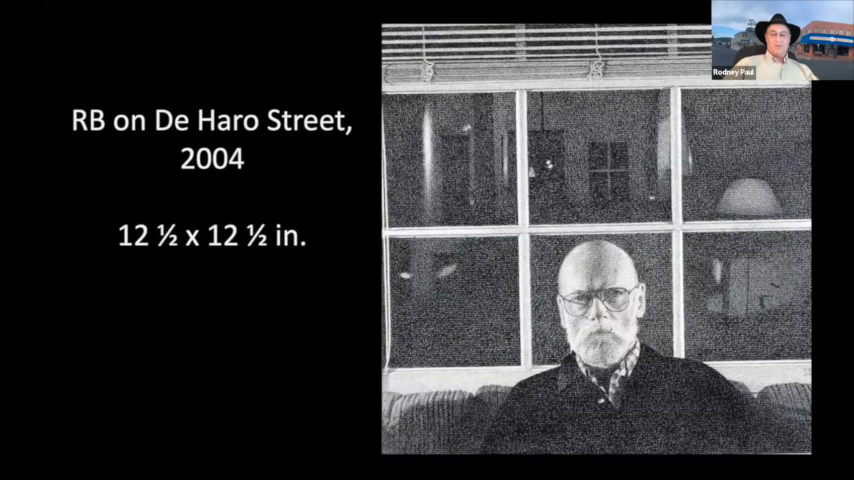 RB on De Haro Street,
2004
12 ½ x 12 ½ in.
Rodney Paul